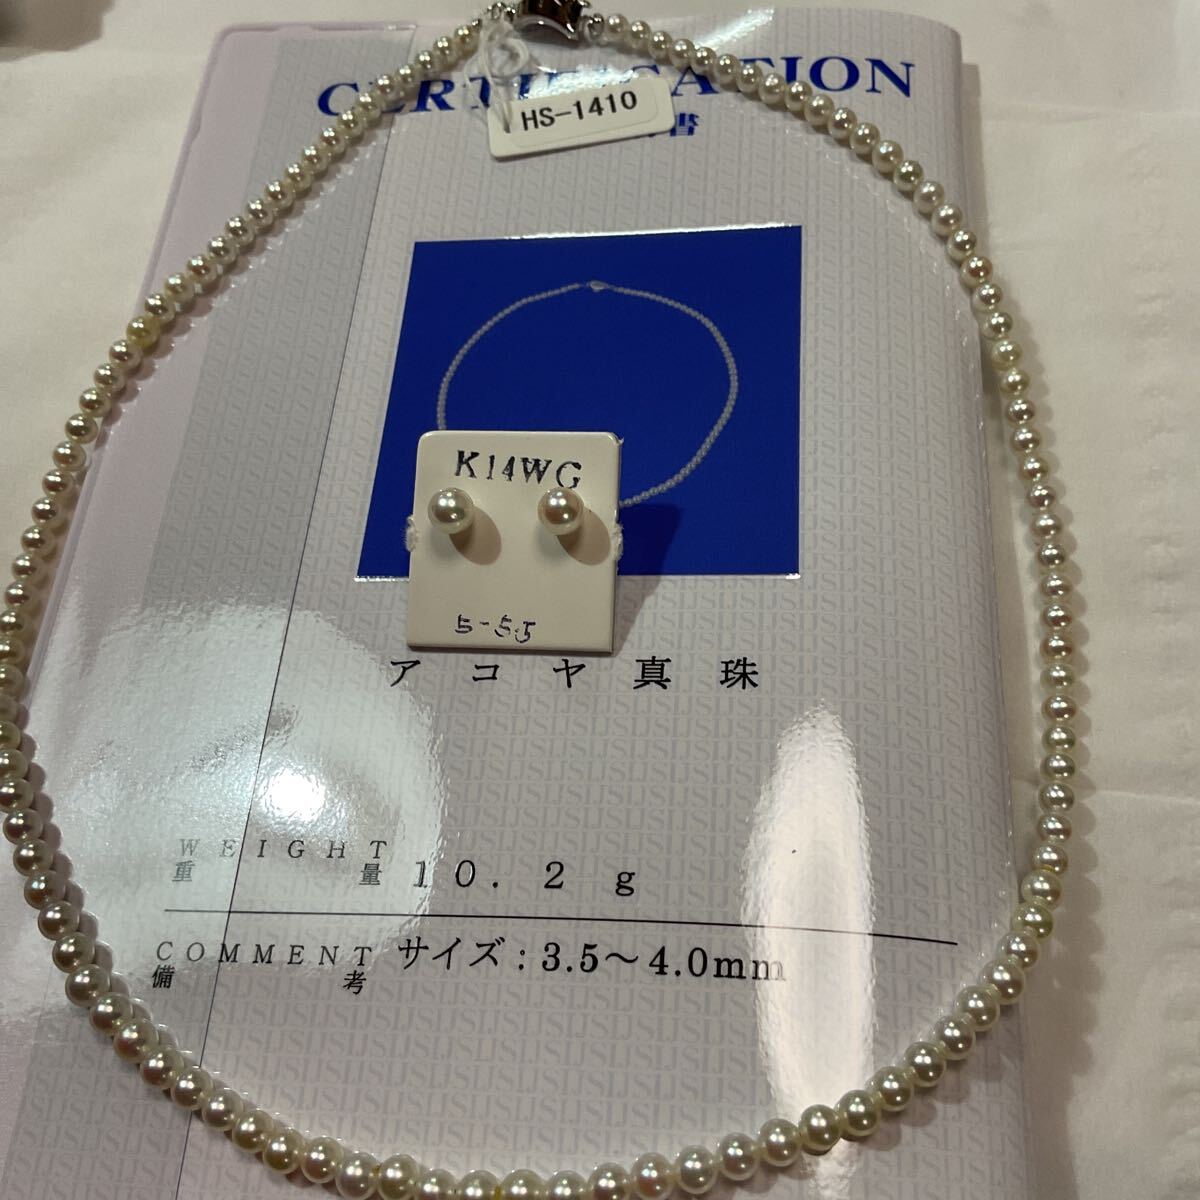 CERTIFICATION
書
HS-1410
K14WG
5-5.5
アコヤ真珠
WEIGHT
重量 10.2g
COMMENT サイズ:3.5～4.0mm
備考